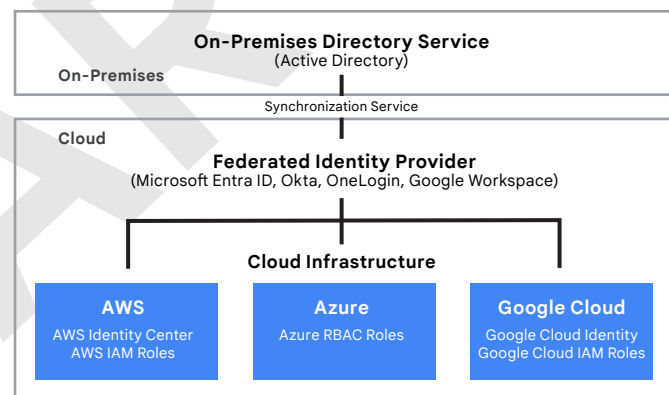 On-Premises Directory Service
(Active Directory)
On-Premises
Synchronization Service
Cloud
Federated Identity Provider
(Microsoft Entra ID, Okta, OneLogin, Google Workspace)
Cloud Infrastructure
AWS
AWS Identity Center
AWS IAM Roles
Azure
Azure RBAC Roles
Google Cloud
Google Cloud Identity
Google Cloud IAM Roles